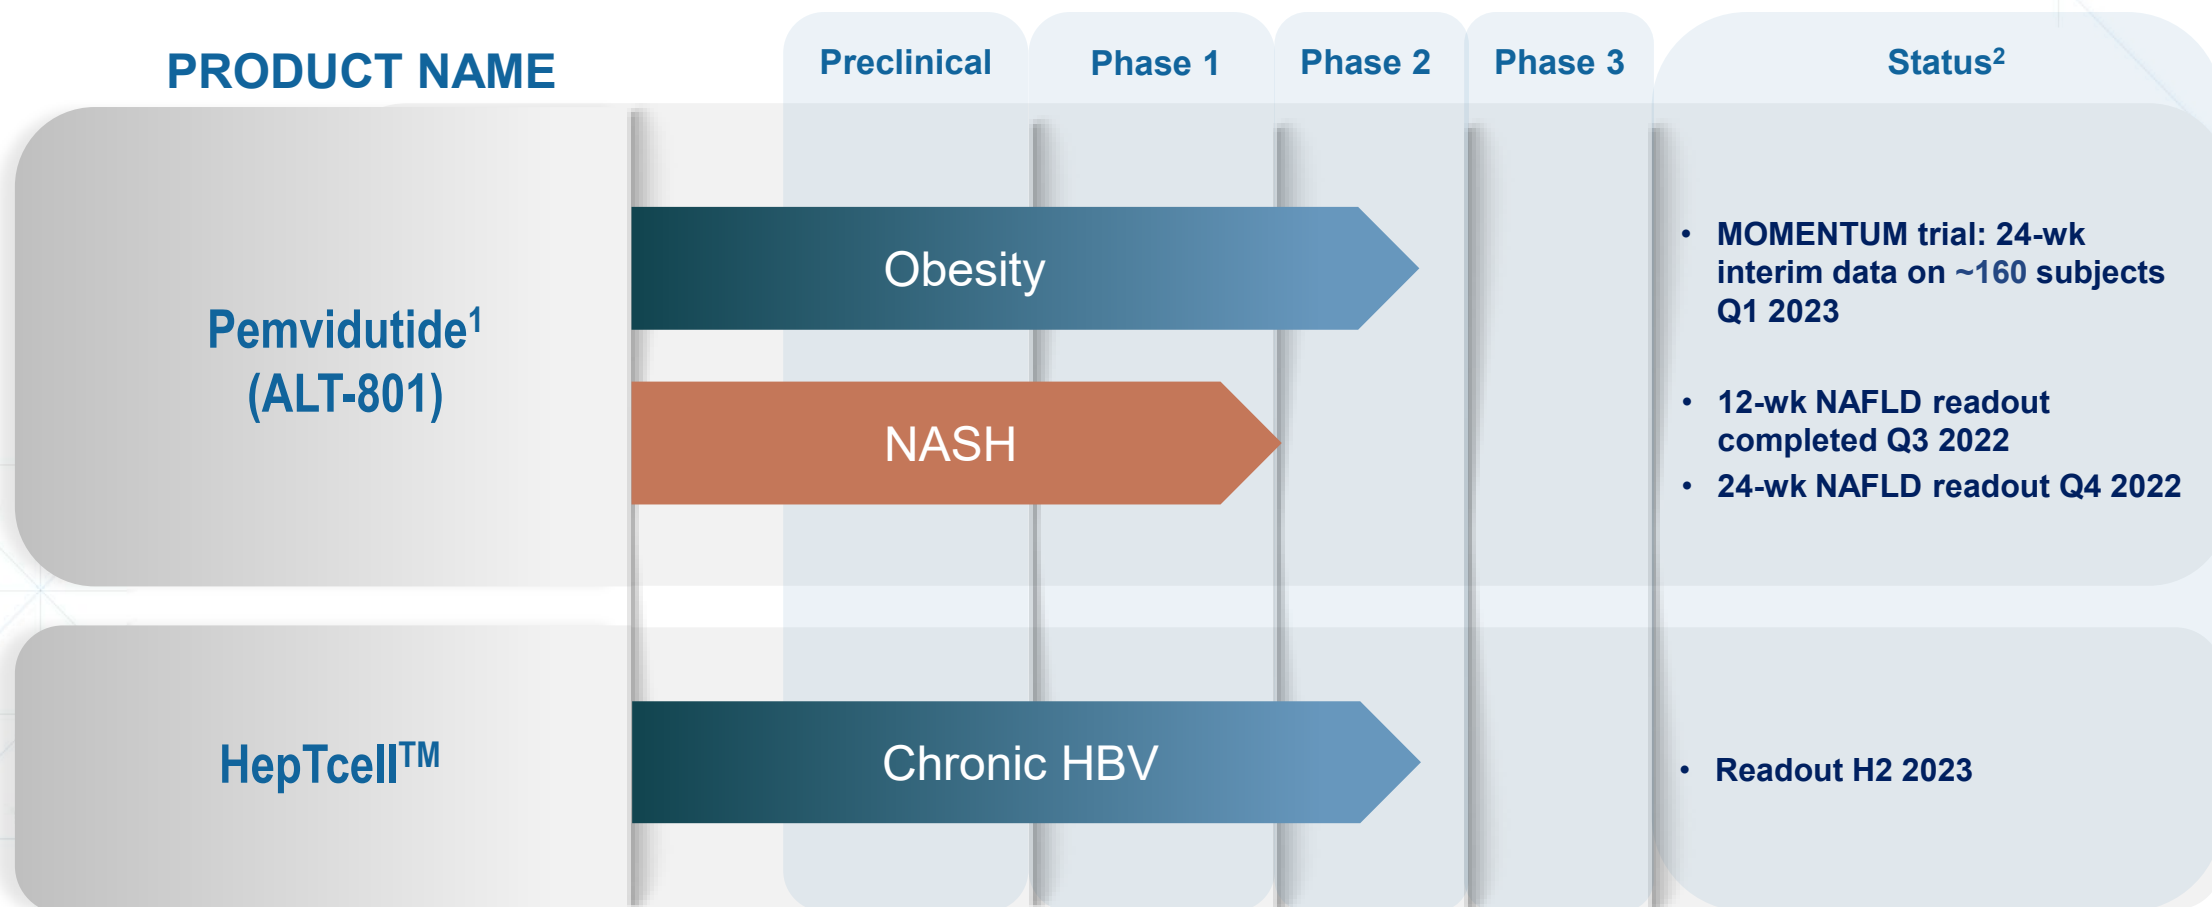 PRODUCT NAME
Preclinical
Phase 1
Phase 2
Phase 3
Status²
Pemvidutide¹
(ALT-801)
Obesity
• MOMENTUM trial: 24-wk
interim data on ~160 subjects
Q1 2023
NASH
• 12-wk NAFLD readout
completed Q3 2022
• 24-wk NAFLD readout Q4 2022
HepTcell™
Chronic HBV
• Readout H2 2023